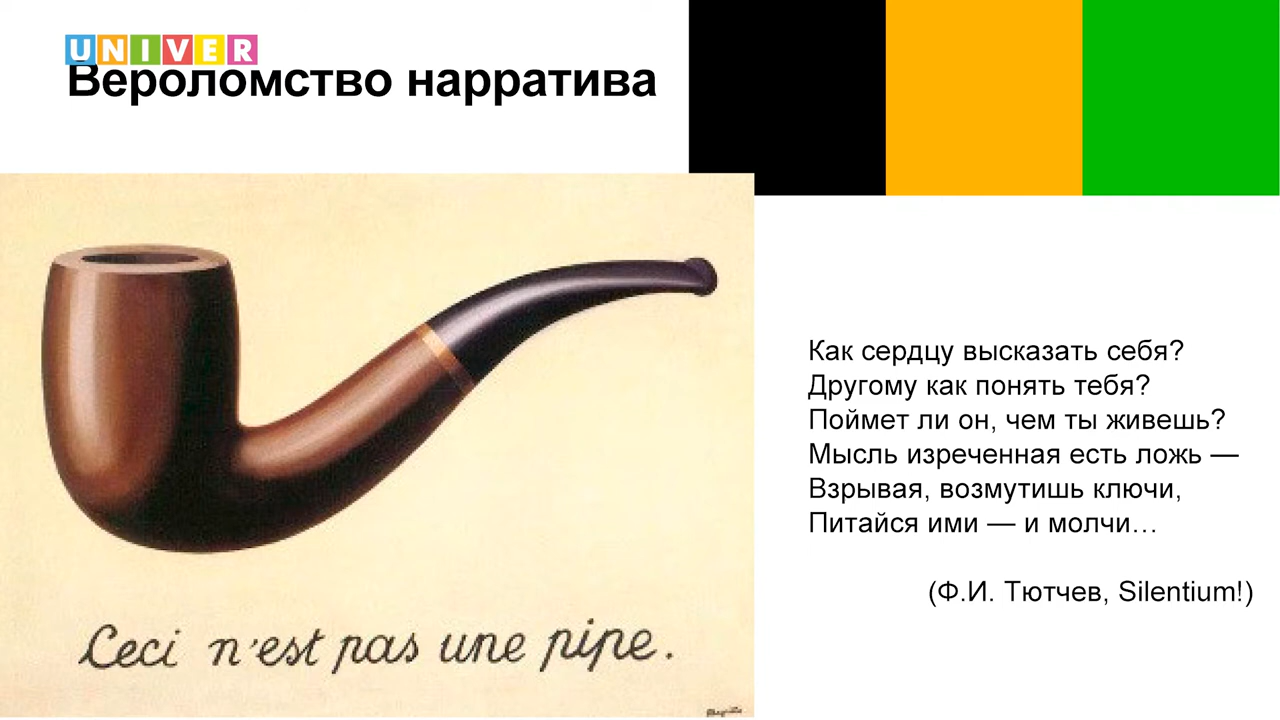 UNIVER
Вероломство нарратива
Ceci n'est pas une pipe.
Как сердцу высказать себя?
Другому как понять тебя?
Поймет ли он, чем ты живешь?
Мысль изреченная есть ложь —
Взрывая, возмутишь ключи,
Питайся ими — и молчи…
(Ф.И. Тютчев, Silentium!)